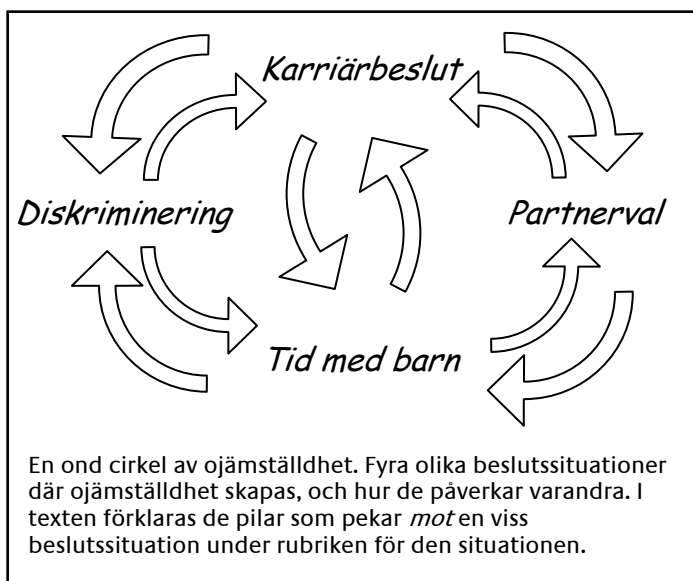 Karriärbeslut
Diskriminering
Partnerval
Tid med barn
En ond cirkel av ojämställdhet. Fyra olika beslutssituationer
där ojämställdhet skapas, och hur de påverkar varandra. I
texten förklaras de pilar som pekar mot en viss
beslutssituation under rubriken för den situationen.